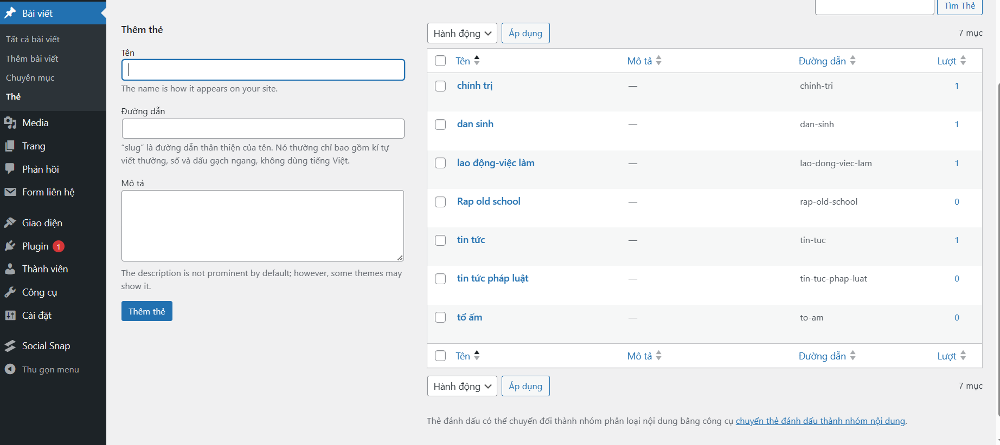 Bài viết
Tất cả bài viết
Thêm bài viết
Chuyên mục
Thẻ
Media
Trang
Phản hồi
Form liên hệ
Giao diện
Plugin 1
Thành viên
Công cụ
Cài đặt
Social Snap
Thu gọn menu
Thêm thẻ
Tên
The name is how it appears on your site.
Đường dẫn
“slug” là đường dẫn thân thiện của tên. Nó thường chỉ bao gồm kí tự
viết thường, số và dấu gạch ngang, không dùng tiếng Việt.
Mô tả
The description is not prominent by default; however, some themes may
show it.
Thêm thẻ
Tìm Thẻ
Hành động Áp dụng 7 mục
Tên Mô tả Đường dẫn Lượt
chính trị — chinh-tri 1
dan sinh — dan-sinh 1
lao động-việc làm — lao-dong-viec-lam 1
Rap old school — rap-old-school 0
tin tức — tin-tuc 1
tin tức pháp luật — tin-tuc-phap-luat 0
tổ ấm — to-am 0
Tên Mô tả Đường dẫn Lượt
Hành động Áp dụng 7 mục
Thẻ đánh dấu có thể chuyển đổi thành nhóm phân loại nội dung bằng công cụ chuyển thẻ đánh dấu thành nhóm nội dung.